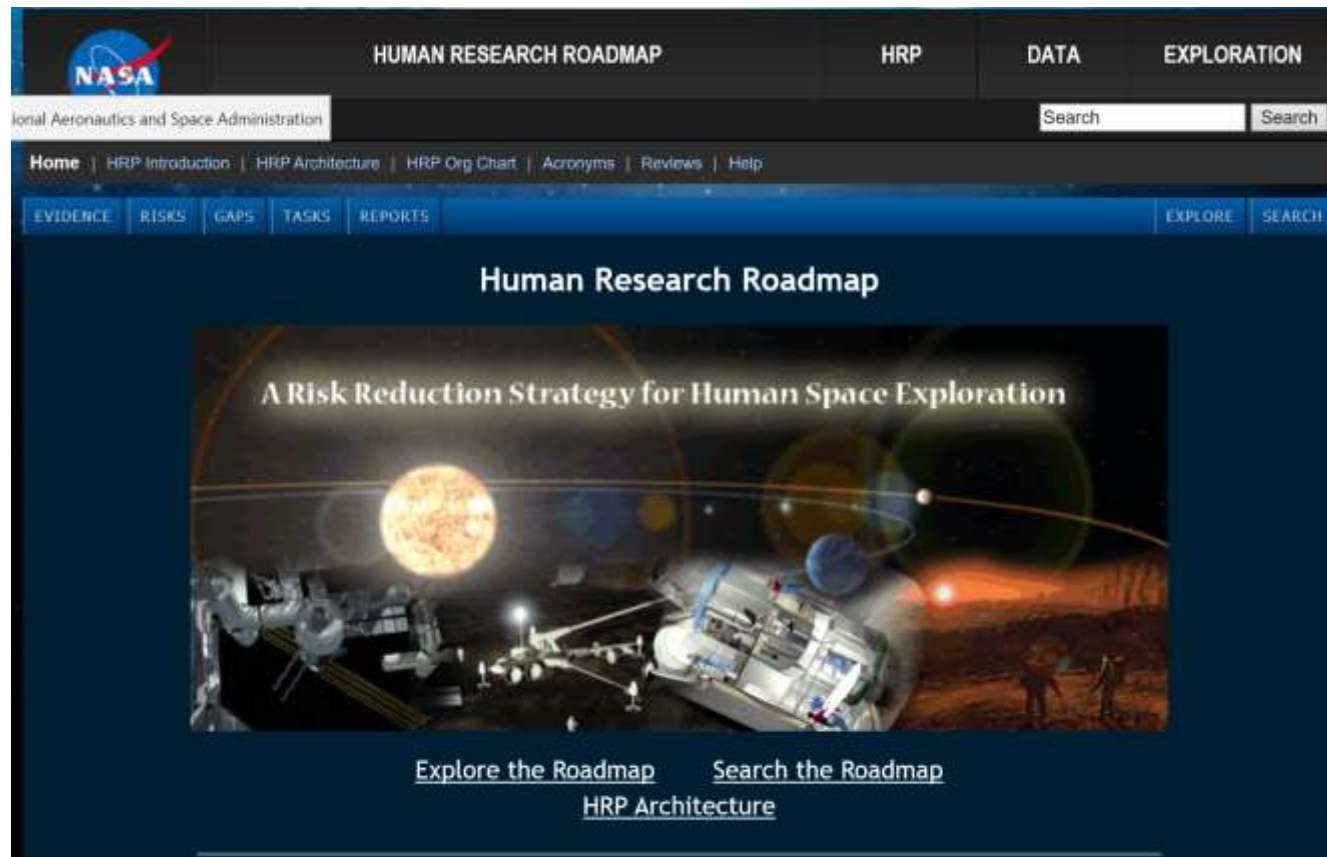 NASA
HUMAN RESEARCH ROADMAP HRP DATA EXPLORATION
ional Aeronautics and Space Administration
Search Search
Home | HRP Introduction | HRP Architecture | HRP Org Chart | Acronyms | Reviews | Help
EVIDENCE RISKS GAPS TASKS REPORTS EXPLORE SEARCH
Human Research Roadmap
A Risk Reduction Strategy for Human Space Exploration
Explore the Roadmap Search the Roadmap
HRP Architecture